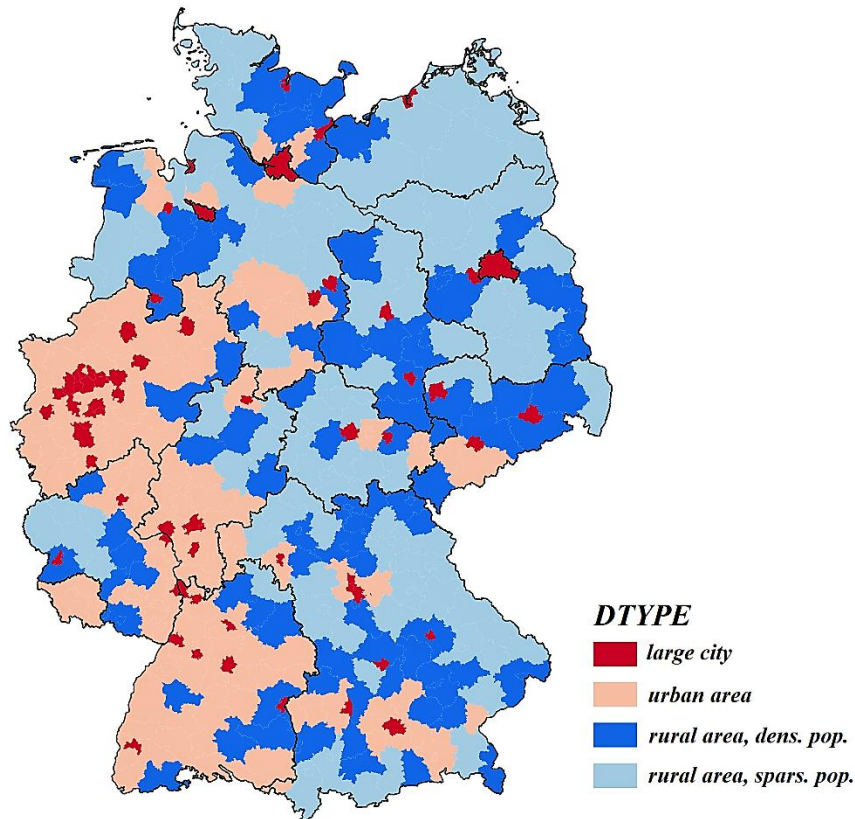 DTYPE
large city
urban area
rural area, dens. pop.
rural area, spars. pop.